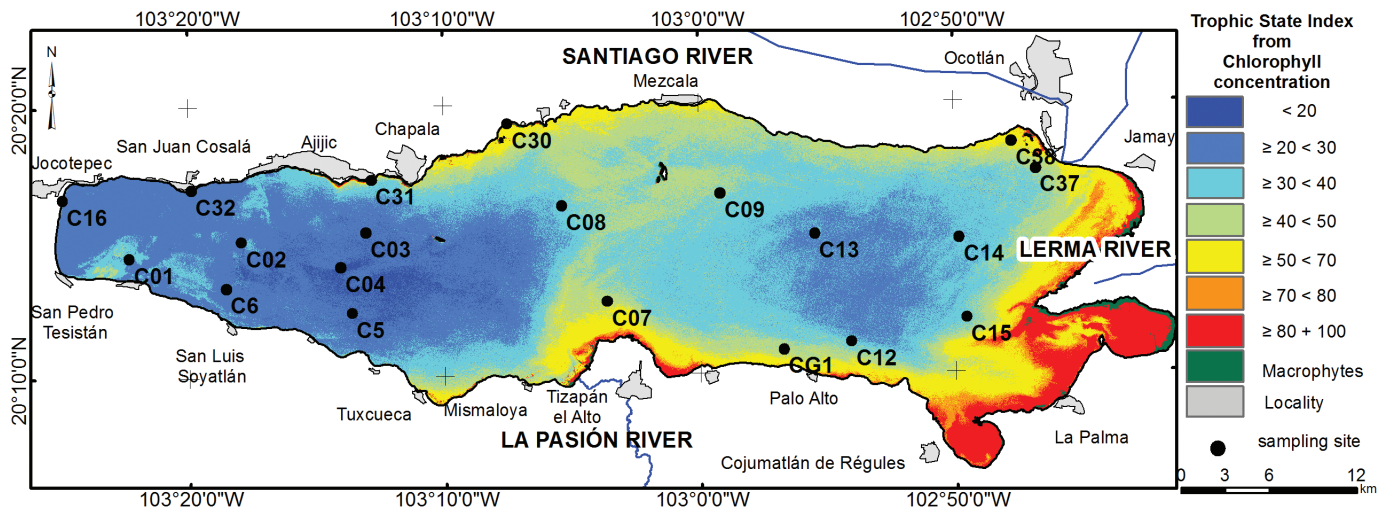 103°20'0"W
103°10'0"W
103°0'0"W
102°50'0"W
N
20°20'0"N
20°10'0"N
SANTIAGO RIVER
Mezcala
Ocotlán
Jamay
Chapala
Ajijic
San Juan Cosalá
Jocotepec
C30
C38
C37
C31
C32
C16
C08
C09
C02
C03
C13
C14
LERMA RIVER
C01
C04
C6
C5
C07
C15
C12
CG1
San Pedro
Tesistán
San Luis
Soyatlán
Tuxcueca
Mismaloya
Tizapán
el Alto
Palo Alto
LA PASIÓN RIVER
Cojumatlán de Régules
La Palma
103°20'0"W
103°10'0"W
103°0'0"W
102°50'0"W
Trophic State Index
from
Chlorophyll
concentration
< 20
≥ 20 < 30
≥ 30 < 40
≥ 40 < 50
≥ 50 < 70
≥ 70 < 80
≥ 80 + 100
Macrophytes
Locality
sampling site
0 3 6 12
km